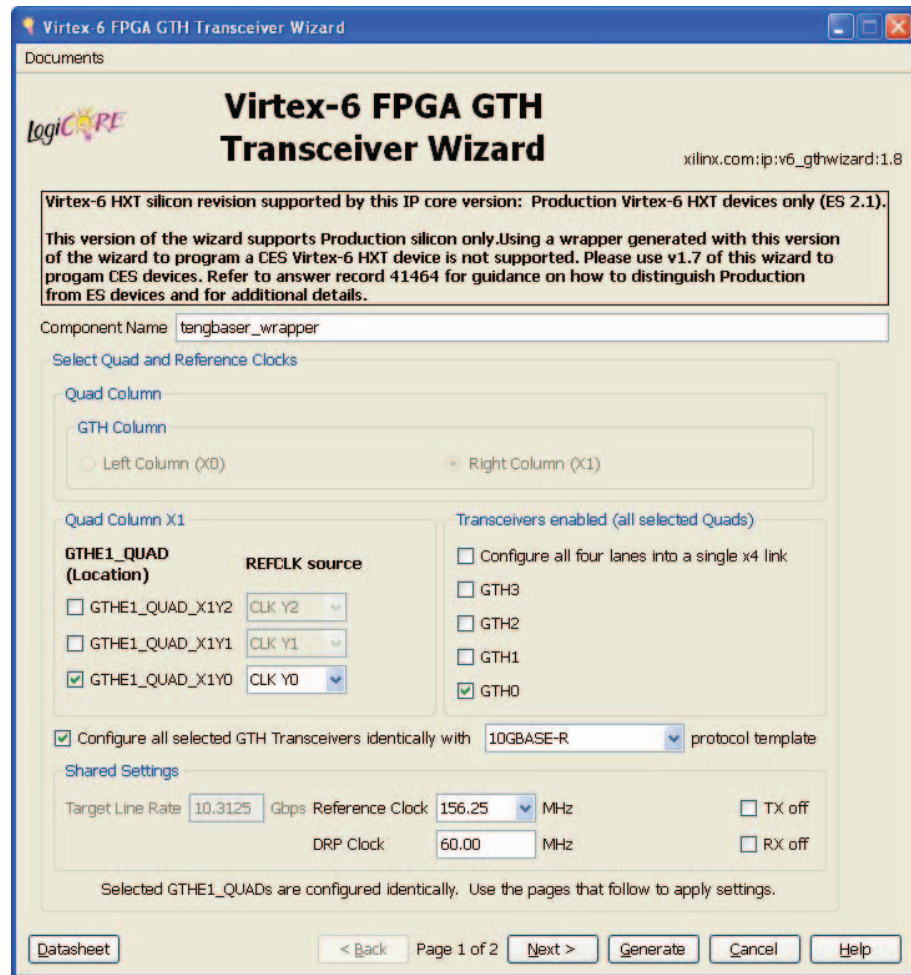 Virtex-6 FPGA GTH Transceiver Wizard
Documents
LogiCORE
Virtex-6 FPGA GTH
Transceiver Wizard
xilinx.com:ip:v6_gthwizard:1.8
Virtex-6 HXT silicon revision supported by this IP core version: Production Virtex-6 HXT devices only (ES 2.1).
This version of the wizard supports Production silicon only.Using a wrapper generated with this version
of the wizard to program a CES Virtex-6 HXT device is not supported. Please use v1.7 of this wizard to
progam CES devices. Refer to answer record 41464 for guidance on how to distinguish Production
from ES devices and for additional details.
Component Name tengbaser_wrapper
Select Quad and Reference Clocks
Quad Column
GTH Column
Left Column (X0) Right Column (X1)
Quad Column X1
GTHE1_QUAD
(Location)
REFCLK source
GTHE1_QUAD_X1Y2 CLK Y2
GTHE1_QUAD_X1Y1 CLK Y1
GTHE1_QUAD_X1Y0 CLK Y0
Transceivers enabled (all selected Quads)
Configure all four lanes into a single x4 link
GTH3
GTH2
GTH1
GTH0
Configure all selected GTH Transceivers identically with 10GBASE-R protocol template
Shared Settings
Target Line Rate 10.3125 Gbps Reference Clock 156.25 MHz TX off
DRP Clock 60.00 MHz RX off
Selected GTHE1_QUADs are configured identically. Use the pages that follow to apply settings.
Datasheet < Back Page 1 of 2 Next > Generate Cancel Help